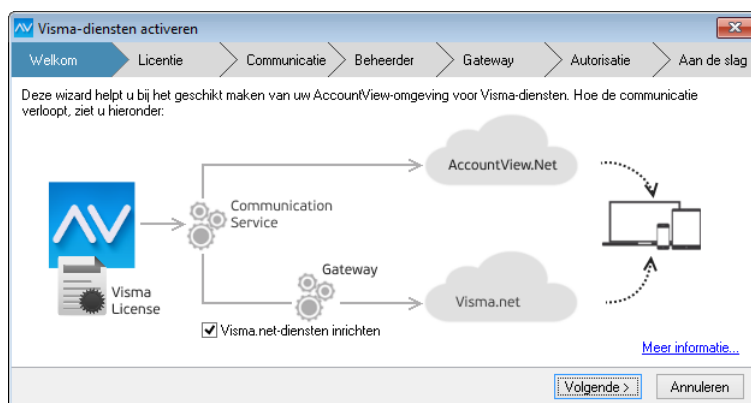 Visma-diensten activeren
Welkom
Licentie
Communicatie
Beheerder
Gateway
Autorisatie
Aan de slag
Deze wizard helpt u bij het geschikt maken van uw AccountView-omgeving voor Visma-diensten. Hoe de communicatie
verloopt, ziet u hieronder:
AccountView.Net
Communication
Service
Gateway
Visma
License
Visma.net
Visma.net-diensten inrichten
Meer informatie...
Volgende >
Annuleren